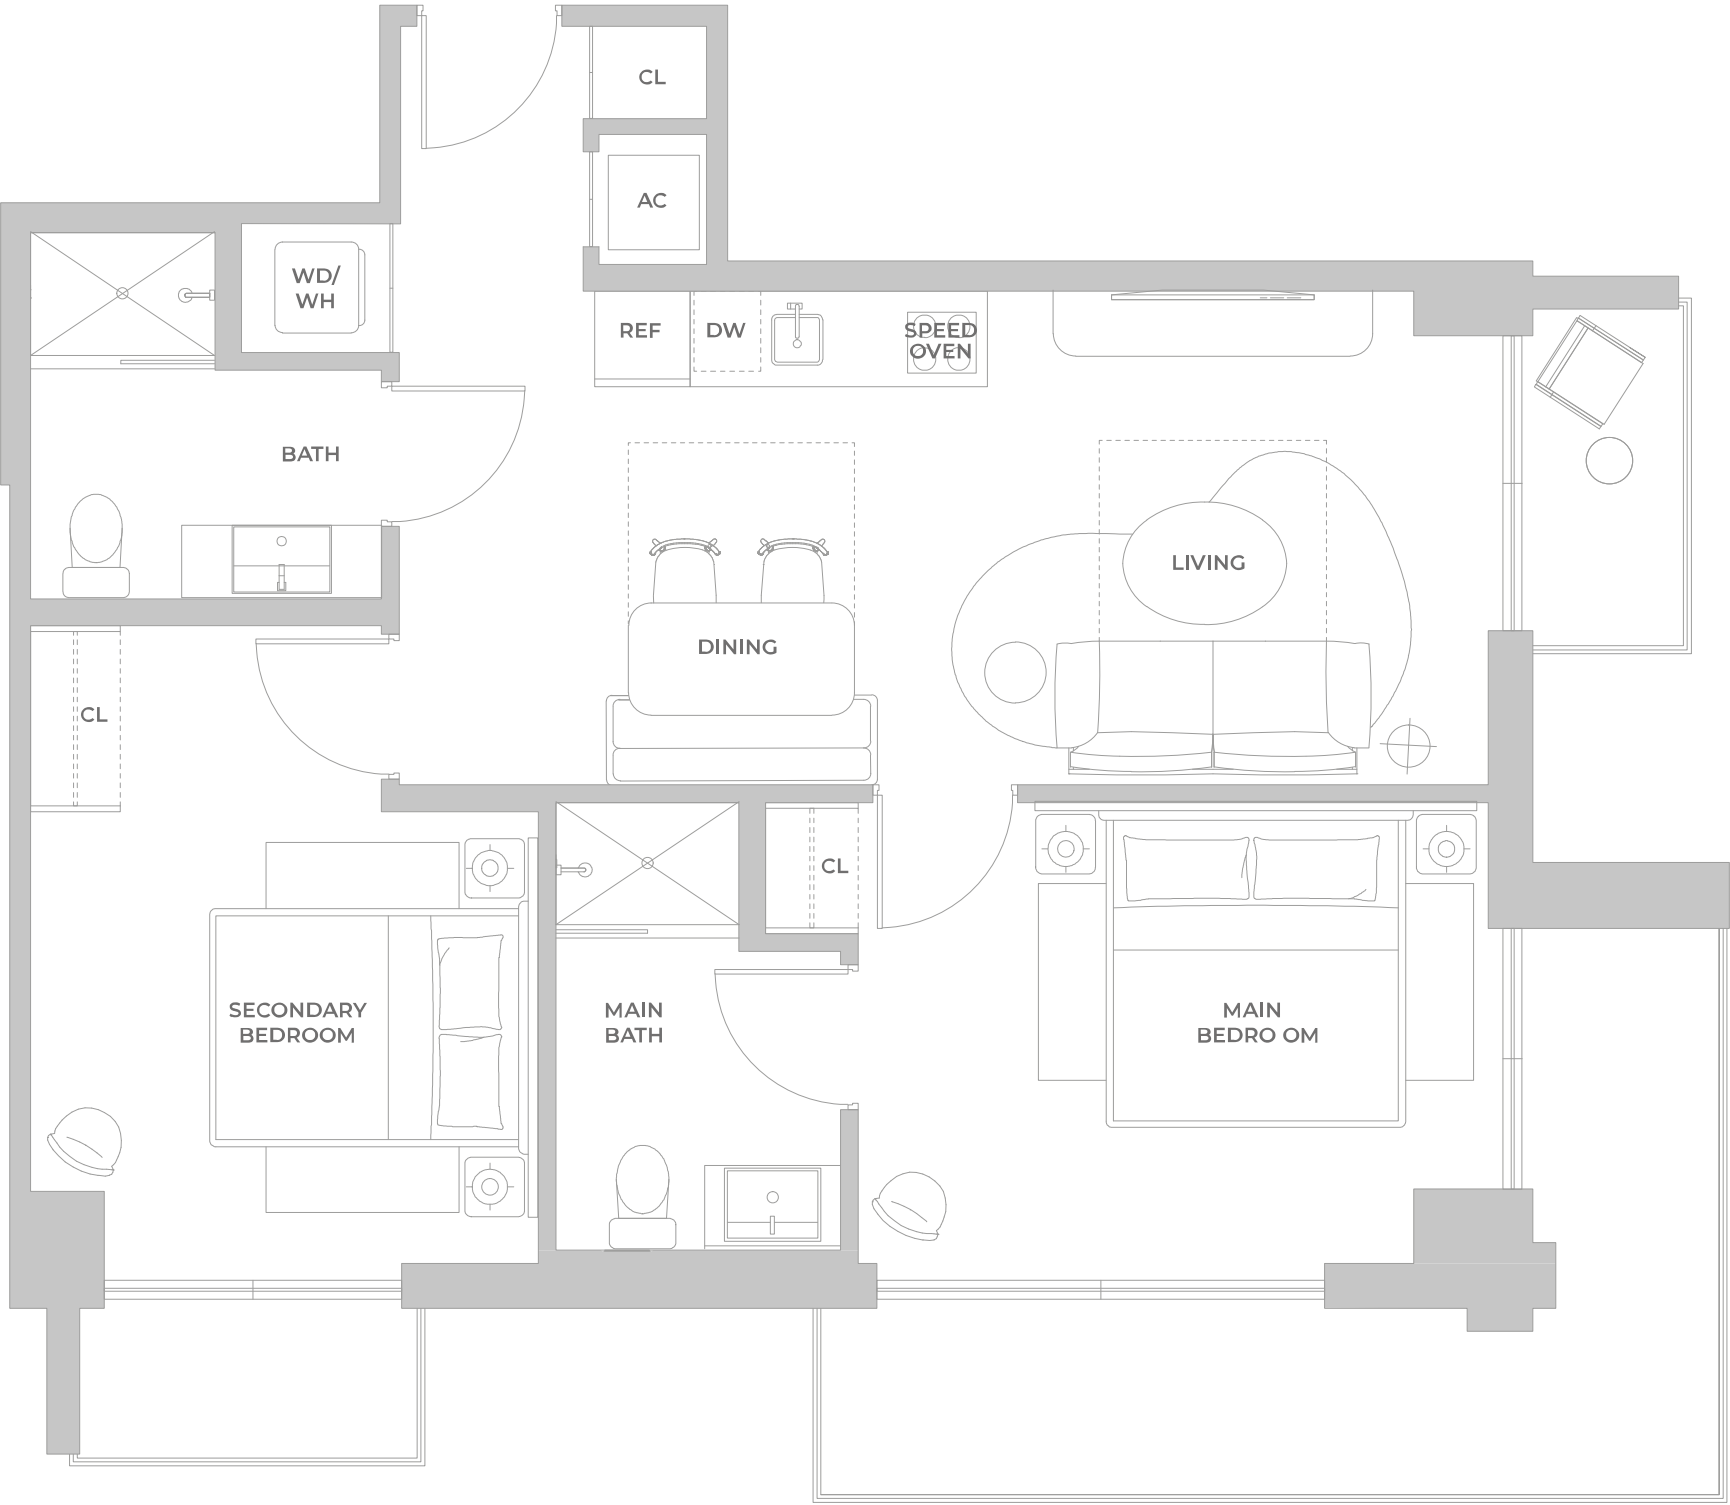 CL
AC
WD/
WH
REF
DW
SPEED
OVEN
BATH
LIVING
DINING
CL
CL
SECONDARY
BEDROOM
MAIN
BATH
MAIN
BEDRO OM